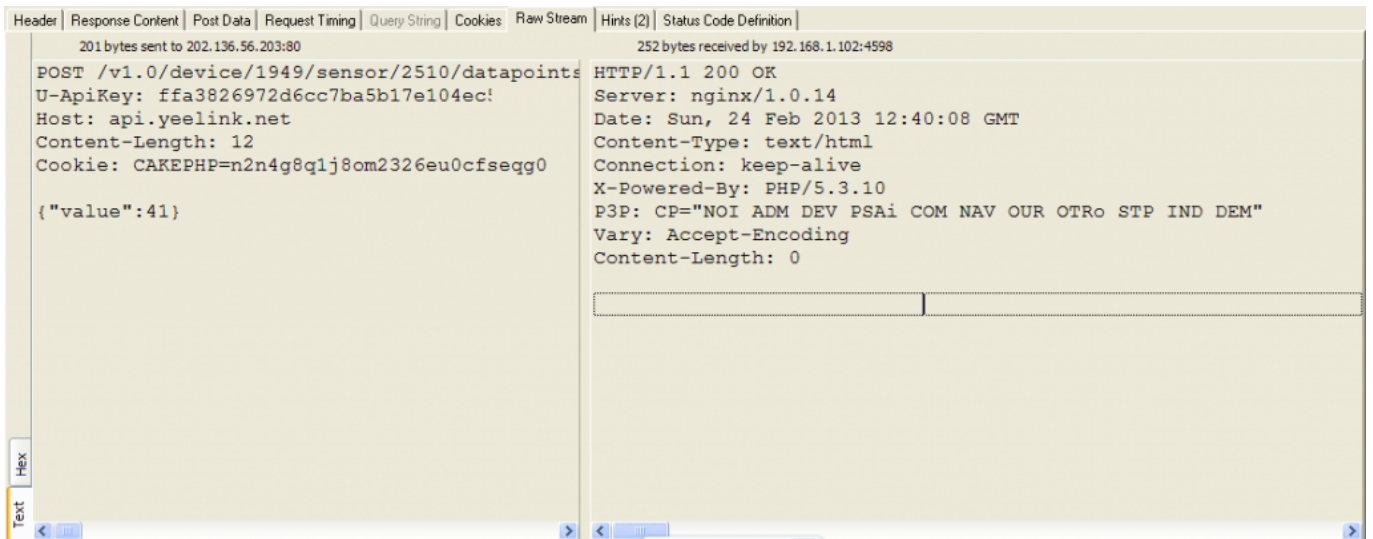 Header Response Content Post Data Request Timing Query String Cookies Raw Stream Hints (2) Status Code Definition
201 bytes sent to 202.136.56.203:80
POST /v1.0/device/1949/sensor/2510/datapoints
U-ApiKey: ffa3826972d6cc7ba5b17e104ec
Host: api.yeelink.net
Content-Length: 12
Cookie: CAKEPHP=n2n4g8q1j8om2326eu0cfseqg0
{"value":41}
252 bytes received by 192.168.1.102:4598
HTTP/1.1 200 OK
Server: nginx/1.0.14
Date: Sun, 24 Feb 2013 12:40:08 GMT
Content-Type: text/html
Connection: keep-alive
X-Powered-By: PHP/5.3.10
P3P: CP="NOI ADM DEV PSAi COM NAV OUR OTRo STP IND DEM"
Vary: Accept-Encoding
Content-Length: 0
Hex
Text